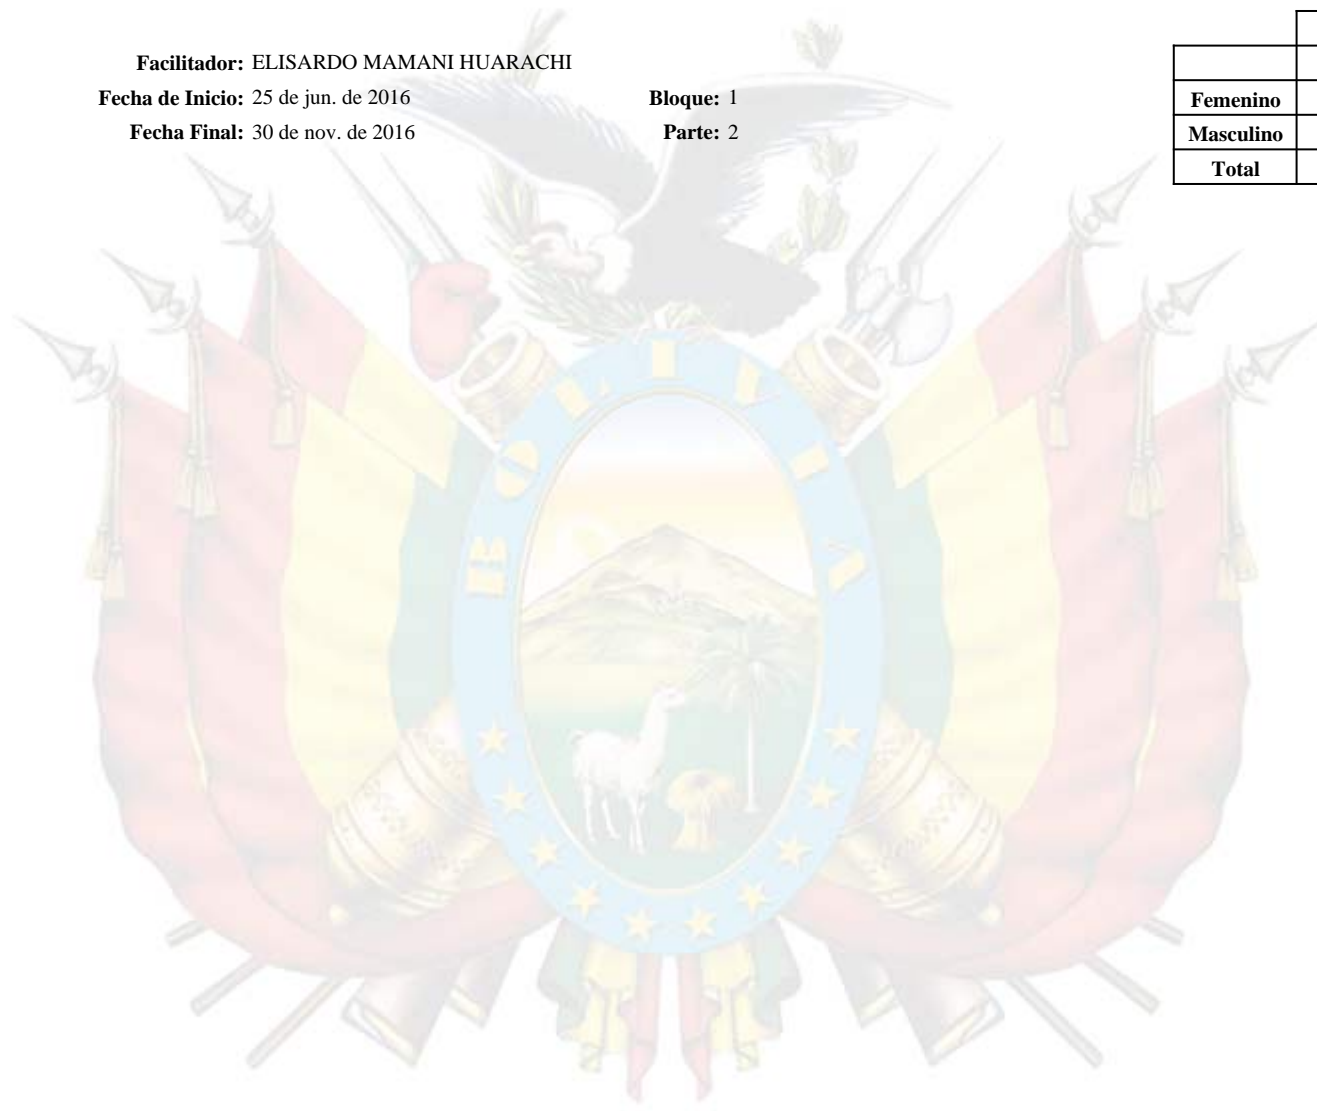 Facilitador: ELISARDO MAMANI HUARACHI
Fecha de Inicio: 25 de jun. de 2016 Bloque: 1
Fecha Final: 30 de nov. de 2016 Parte: 2
Femenino
Masculino
Total
BOLIVIA